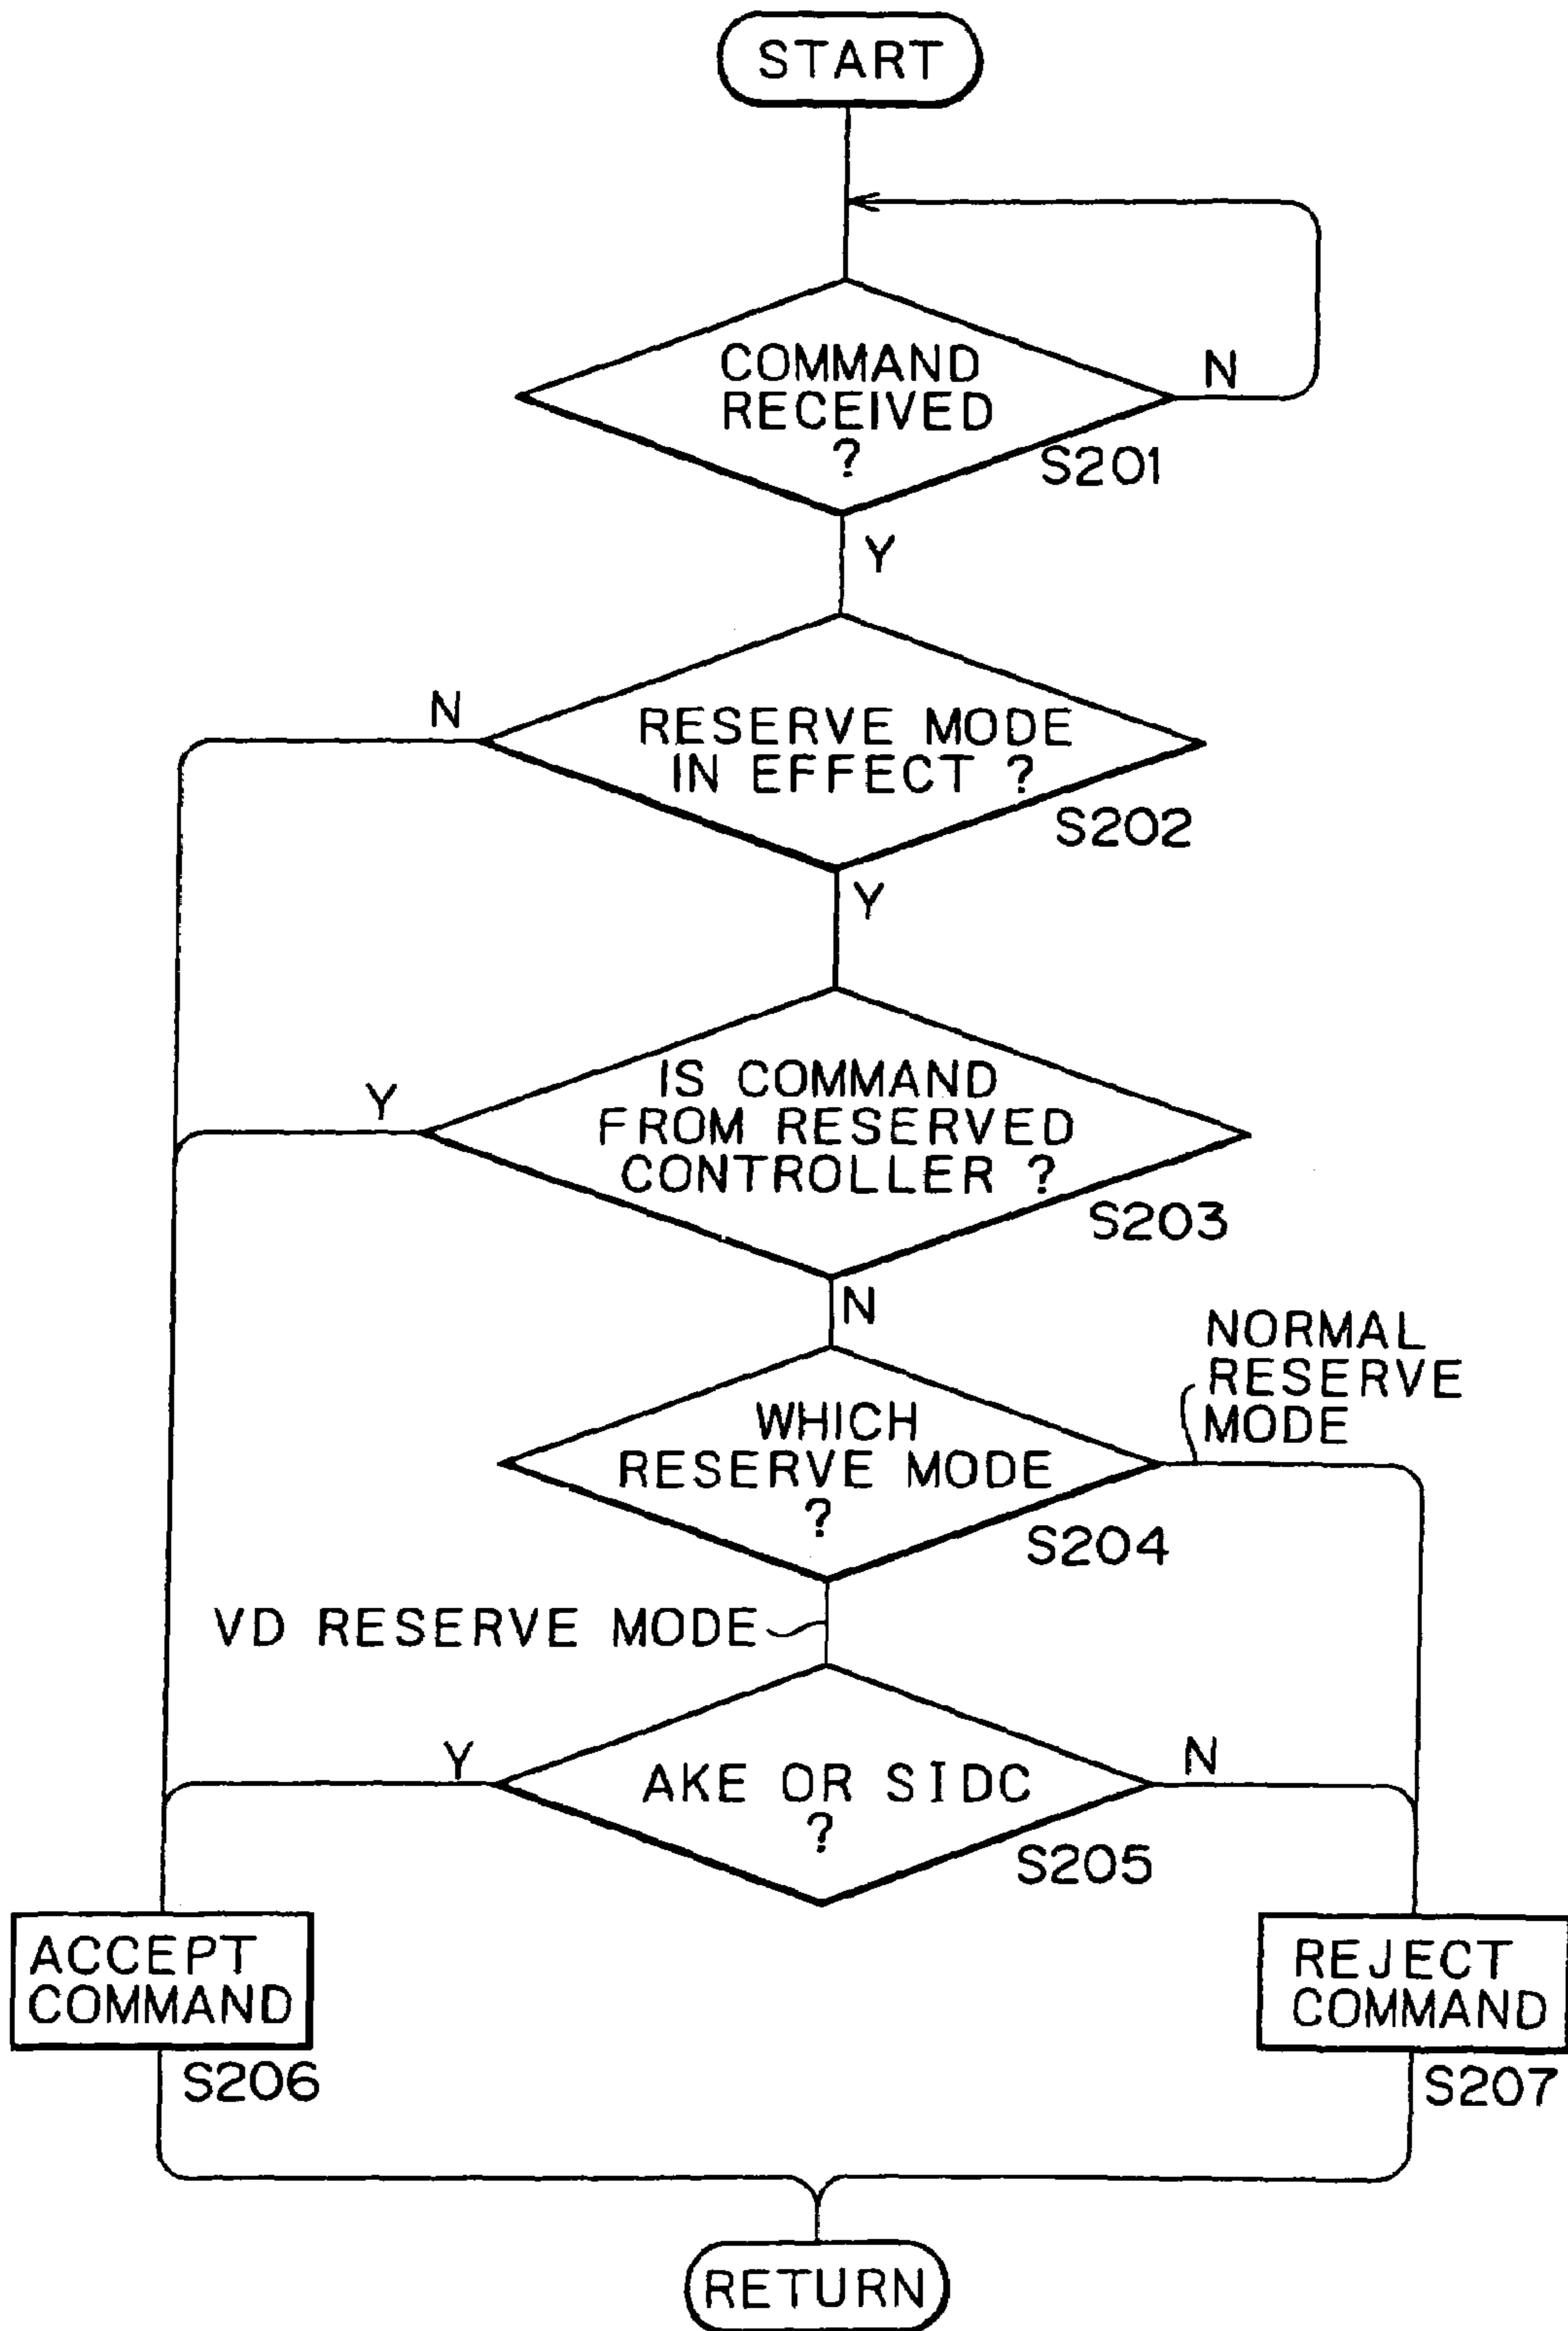 START
COMMAND
RECEIVED
?
N
S201
Y
N
RESERVE MODE
IN EFFECT ?
S202
Y
Y
IS COMMAND
FROM RESERVED
CONTROLLER ?
S203
N
NORMAL
RESERVE
MODE
WHICH
RESERVE MODE
?
S204
VD RESERVE MODE
Y
AKE OR SIDC
?
N
S205
ACCEPT
COMMAND
S206
REJECT
COMMAND
S207
RETURN